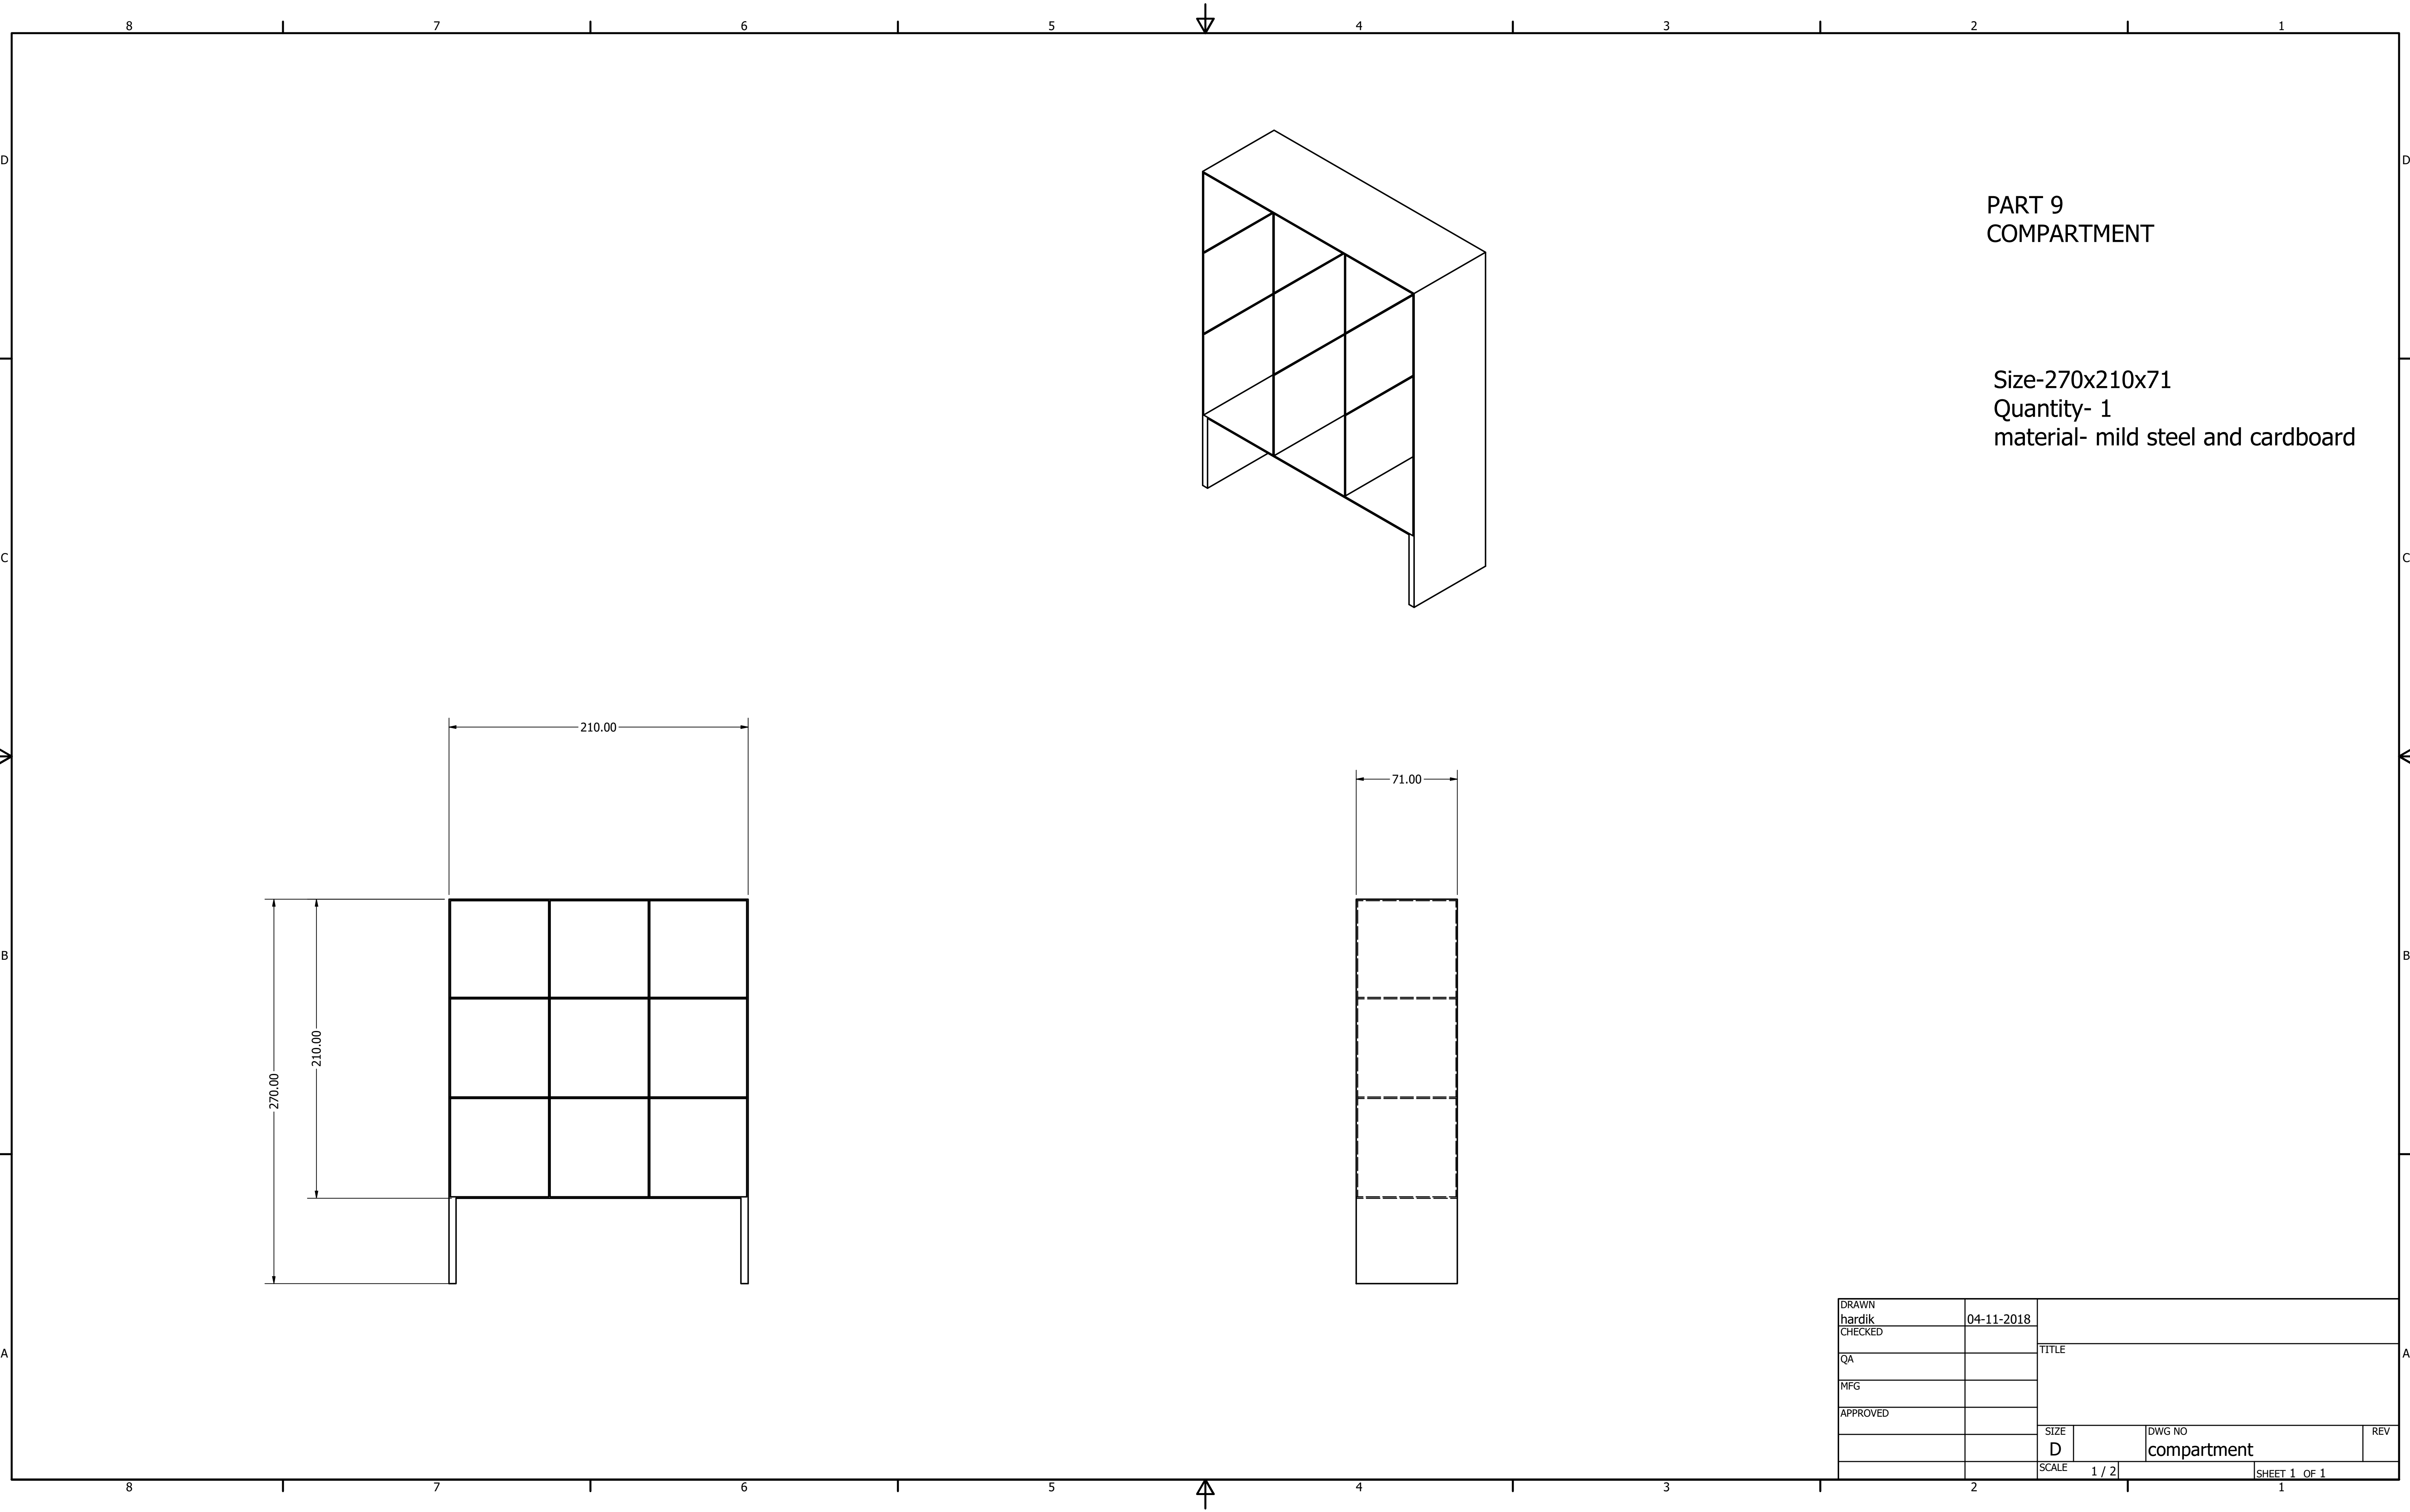 8 7 6 5 4 3 2 1
D D
PART 9
COMPARTMENT
Size-270x210x71
Quantity- 1
material- mild steel and cardboard
C C
210.00
71.00
B B
210.00
270.00
DRAWN
hardik 04-11-2018
CHECKED
TITLE
A A
QA
MFG
APPROVED
SIZE DWG NO REV
D compartment
SCALE 1 / 2 SHEET 1 OF 1
8 7 6 5 4 3 2 1